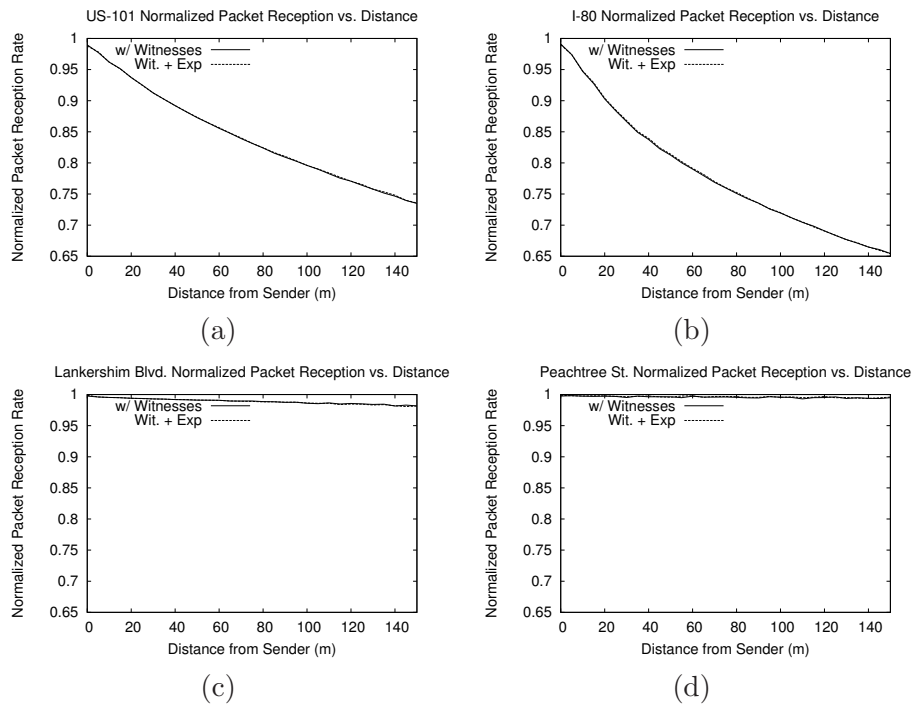 US-101 Normalized Packet Reception vs. Distance
Normalized Packet Reception Rate
1
0.95
0.9
0.85
0.8
0.75
0.7
0.65
w/ Witnesses
Wit. + Exp
0 20 40 60 80 100 120 140
Distance from Sender (m)
(a)
I-80 Normalized Packet Reception vs. Distance
Normalized Packet Reception Rate
1
0.95
0.9
0.85
0.8
0.75
0.7
0.65
w/ Witnesses
Wit. + Exp
0 20 40 60 80 100 120 140
Distance from Sender (m)
(b)
Lankershim Blvd. Normalized Packet Reception vs. Distance
Normalized Packet Reception Rate
1
0.95
0.9
0.85
0.8
0.75
0.7
0.65
w/ Witnesses
Wit. + Exp
0 20 40 60 80 100 120 140
Distance from Sender (m)
(c)
Peachtree St. Normalized Packet Reception vs. Distance
Normalized Packet Reception Rate
1
0.95
0.9
0.85
0.8
0.75
0.7
0.65
w/ Witnesses
Wit. + Exp
0 20 40 60 80 100 120 140
Distance from Sender (m)
(d)